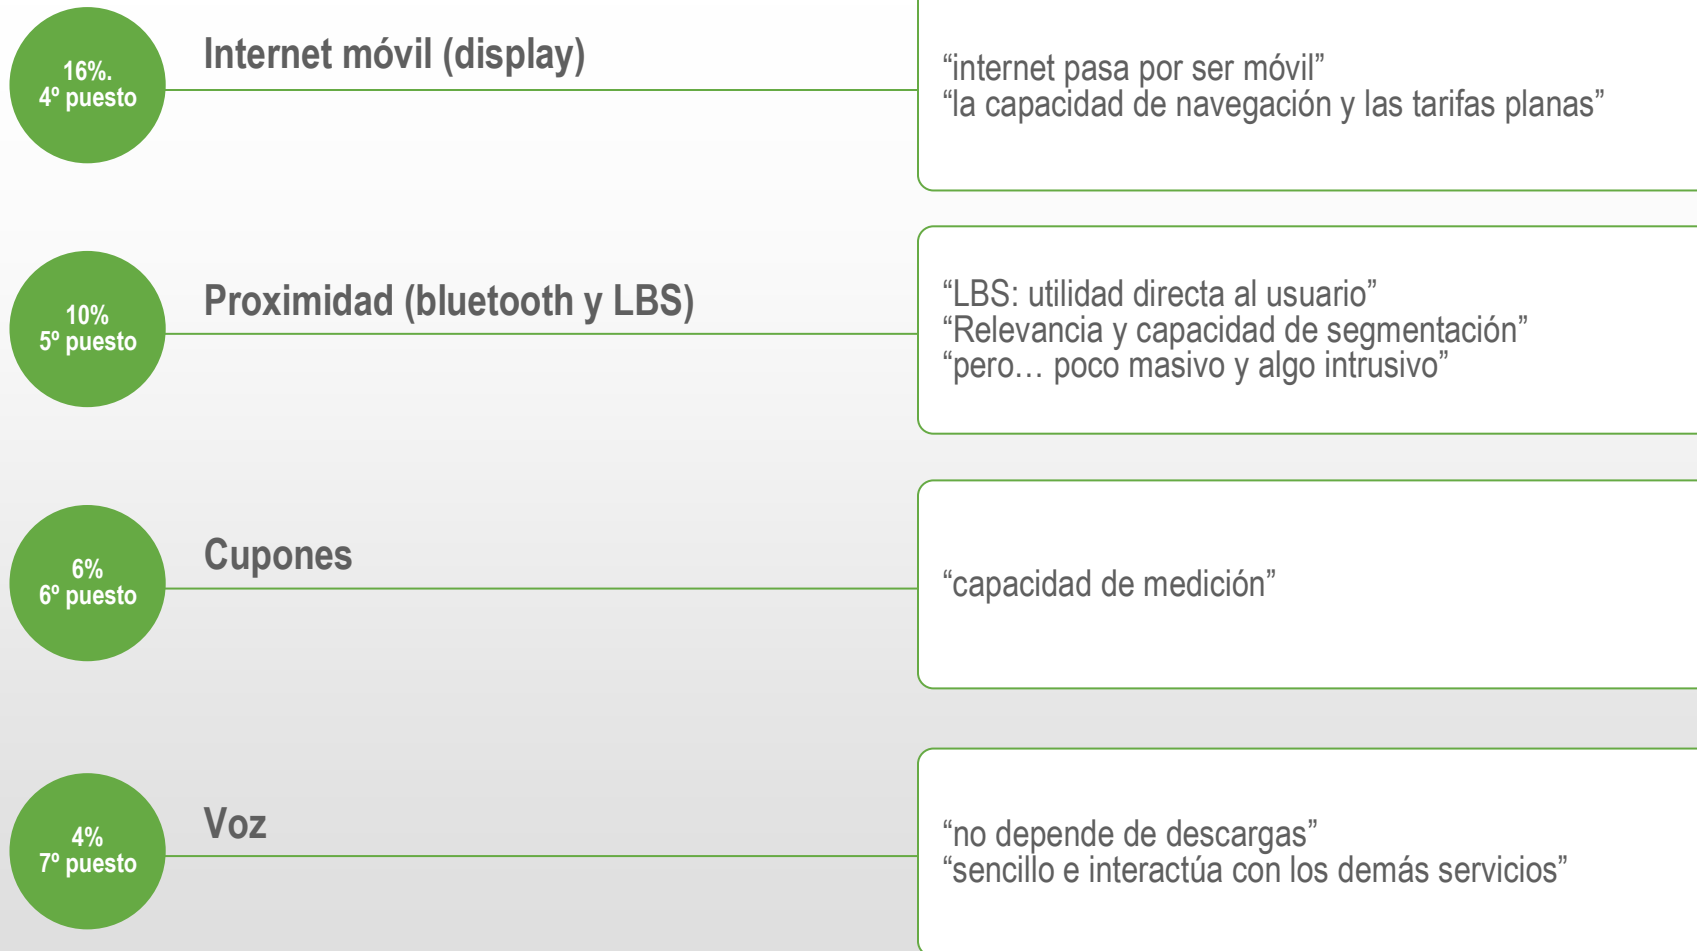 16%.
4º puesto
Internet móvil (display)
“internet pasa por ser móvil”
“la capacidad de navegación y las tarifas planas”
10%
5º puesto
Proximidad (bluetooth y LBS)
“LBS: utilidad directa al usuario”
“Relevancia y capacidad de segmentación”
“pero… poco masivo y algo intrusivo”
6%
6º puesto
Cupones
“capacidad de medición”
4%
7º puesto
Voz
“no depende de descargas”
“sencillo e interactúa con los demás servicios”